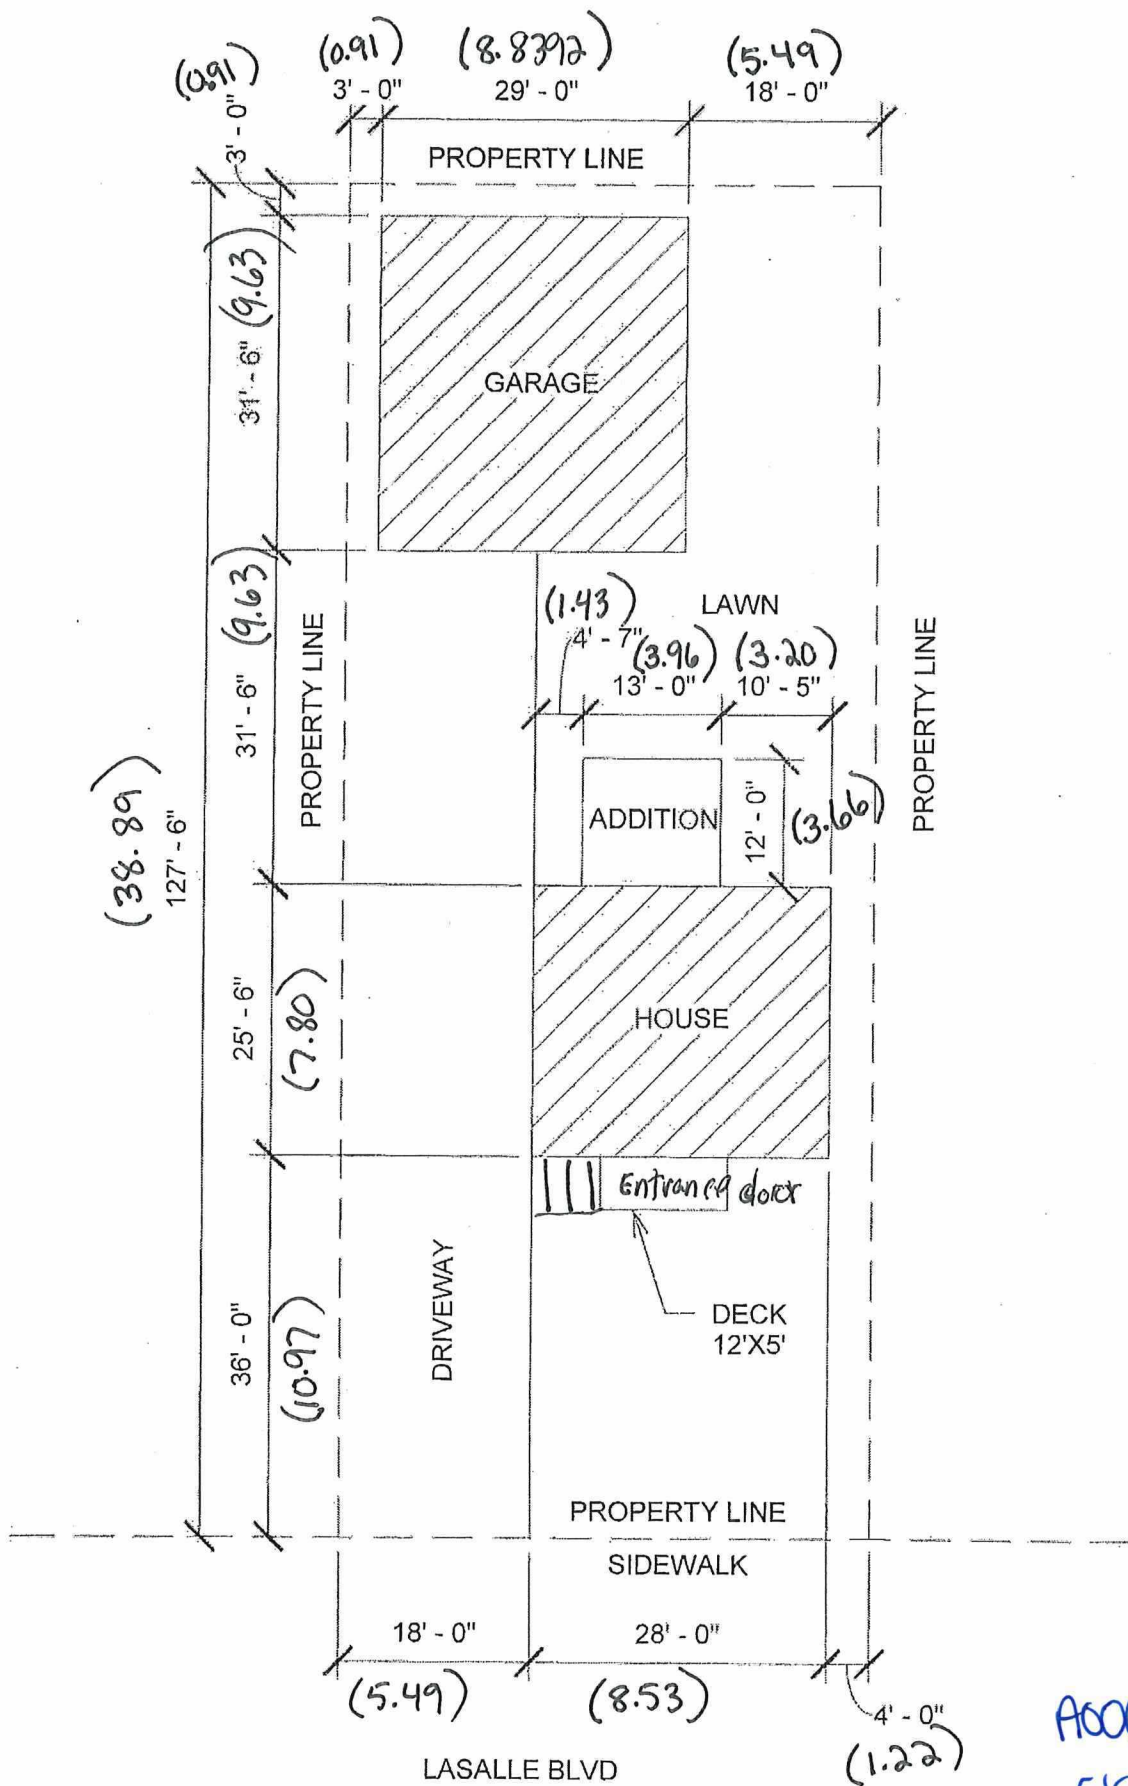 (0.91) (0.91) (8.8392) (5.49)
3' - 0" 3' - 0" 29' - 0" 18' - 0"
PROPERTY LINE
31' - 6" (9.63)
GARAGE
31' - 6" (9.63)
PROPERTY LINE
(1.43) LAWN
4' - 7" (3.96) (3.20)
13' - 0" 10' - 5"
PROPERTY LINE
(38.89)
127' - 6"
ADDITION 12' - 0" (3.66)
25' - 6" (7.80)
HOUSE
Entrance door
DRIVEWAY
DECK
12'X5'
36' - 0" (10.97)
PROPERTY LINE
SIDEWALK
18' - 0" 28' - 0"
(5.49) (8.53) 4' - 0"
(1.22)
LASALLE BLVD